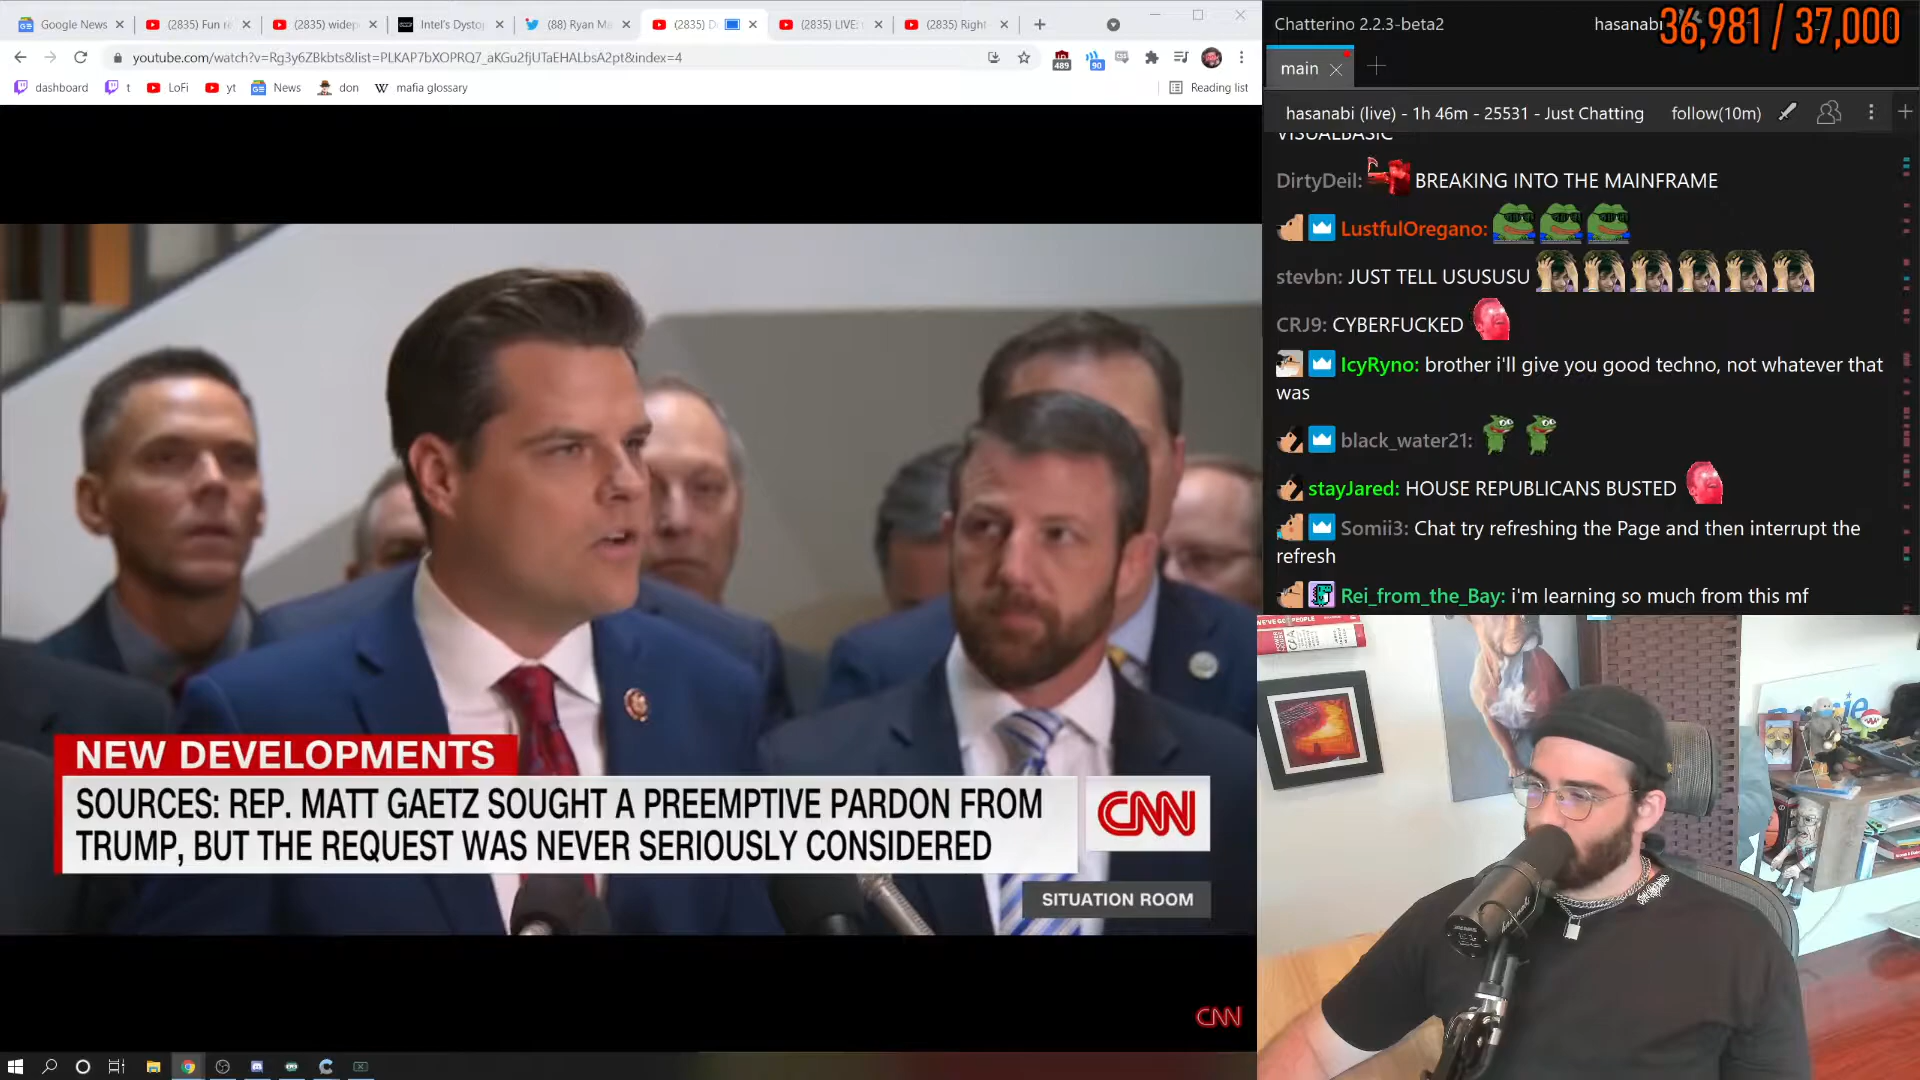 Google News
(2835) Fun r
(2835) widep
Intel's Dystop
(88) Ryan Ma
(2835) D
(2835) LIVE:
(2835) Right
youtube.com/watch?v=Rg3y6ZBkbts&list=PLKAP7bXOPRQ7_aKGu2fjUTaEHALbsA2pt&index=4
489
90
dashboard
t
LoFi
yt
News
don
mafia glossary
Reading list
NEW DEVELOPMENTS
SOURCES: REP. MATT GAETZ SOUGHT A PREEMPTIVE PARDON FROM
TRUMP, BUT THE REQUEST WAS NEVER SERIOUSLY CONSIDERED
CNN
SITUATION ROOM
CNN
Chatterino 2.2.3-beta2
hasanabi
36,981 / 37,000
main
hasanabi (live) - 1h 46m - 25531 - Just Chatting
follow(10m)
VISUALBASIC
DirtyDeil: BREAKING INTO THE MAINFRAME
LustfulOregano:
stevbn: JUST TELL USUSUSU
CRJ9: CYBERFUCKED
IcyRyno: brother i'll give you good techno, not whatever that
was
black_water21:
stayJared: HOUSE REPUBLICANS BUSTED
Somii3: Chat try refreshing the Page and then interrupt the
refresh
Rei_from_the_Bay: i'm learning so much from this mf